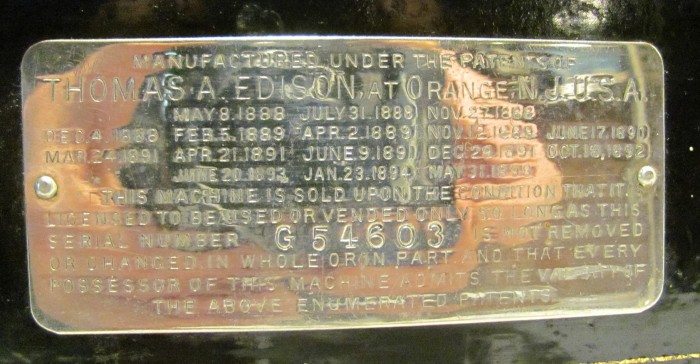 MANUFACTURED UNDER THE PATENTS OF
THOMAS A. EDISON, AT ORANGE, N.J. U.S.A.
MAY 8.1888 JULY 31.1888 NOV. 27.1888
DEC. 4.1888 FEB. 5.1889 APR. 2.1889 NOV. 12.1889 JUNE 17.1890
MAR. 24.1891 APR. 21.1891 JUNE 9.1891 DEC. 29.1891 OCT. 18,1892
JUNE 20.1893 JAN. 23.1894 MAY 31.1898
THIS MACHINE IS SOLD UPON THE CONDITION THAT IT IS
LICENSED TO BE USED OR VENDED ONLY SO LONG AS THIS
SERIAL NUMBER G 54603 IS NOT REMOVED
OR CHANGED IN WHOLE OR IN PART. AND THAT EVERY
POSSESSOR OF THIS MACHINE ADMITS THE VALIDITY OF
THE ABOVE ENUMERATED PATENTS.